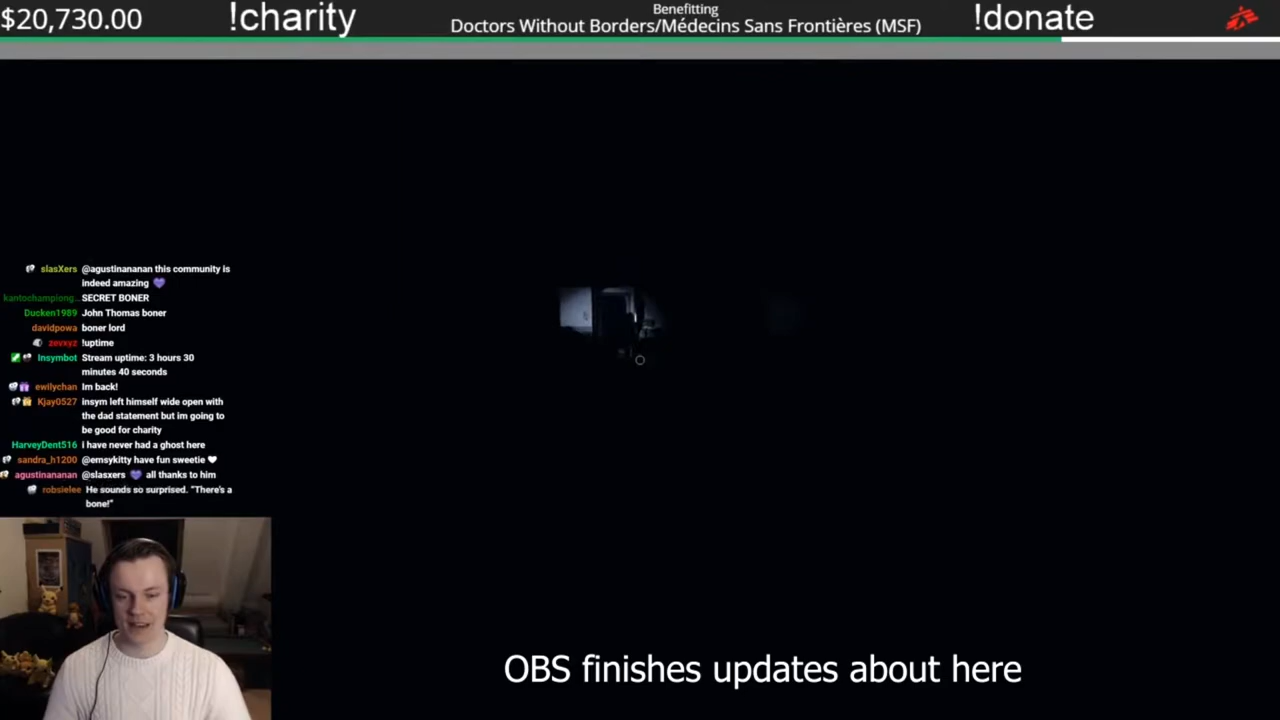 $20,730.00
!charity
Benefitting
Doctors Without Borders/Médecins Sans Frontières (MSF)
!donate
slasXers @agustinananan this community is
indeed amazing 💜
kantochampiong... SECRET BONER
Ducken1989 John Thomas boner
davidpowa boner lord
zevxyz !uptime
Insymbot Stream uptime: 3 hours 30
minutes 40 seconds
ewilychan Im back!
Kjay0527 insym left himself wide open with
the dad statement but im going to
be good for charity
HarveyDent516 i have never had a ghost here
sandra_h1200 @emsykitty have fun sweetie ♥
agustinananan @slasxers 💜 all thanks to him
robsielee He sounds so surprised. "There's a
bone!"
OBS finishes updates about here